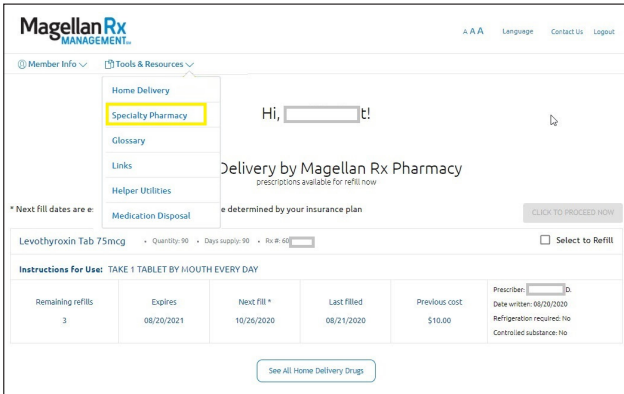 Magellan Rx
MANAGEMENT
A A A Language Contact Us Logout
Member Info Tools & Resources
Home Delivery
Specialty Pharmacy
Glossary
Links
Helper Utilities
Medication Disposal
Hi, t!
Delivery by Magellan Rx Pharmacy
prescriptions available for refill now
* Next fill dates are e determined by your insurance plan
CLICK TO PROCEED NOW
Levothyroxin Tab 75mcg • Quantity: 90 • Days supply: 90 • Rx #: 60
Select to Refill
Instructions for Use: TAKE 1 TABLET BY MOUTH EVERY DAY
Remaining refills Expires Next fill * Last filled Previous cost
3 08/20/2021 10/26/2020 08/21/2020 $10.00
Prescriber: D.
Date written: 08/20/2020
Refrigeration required: No
Controlled substance: No
See All Home Delivery Drugs